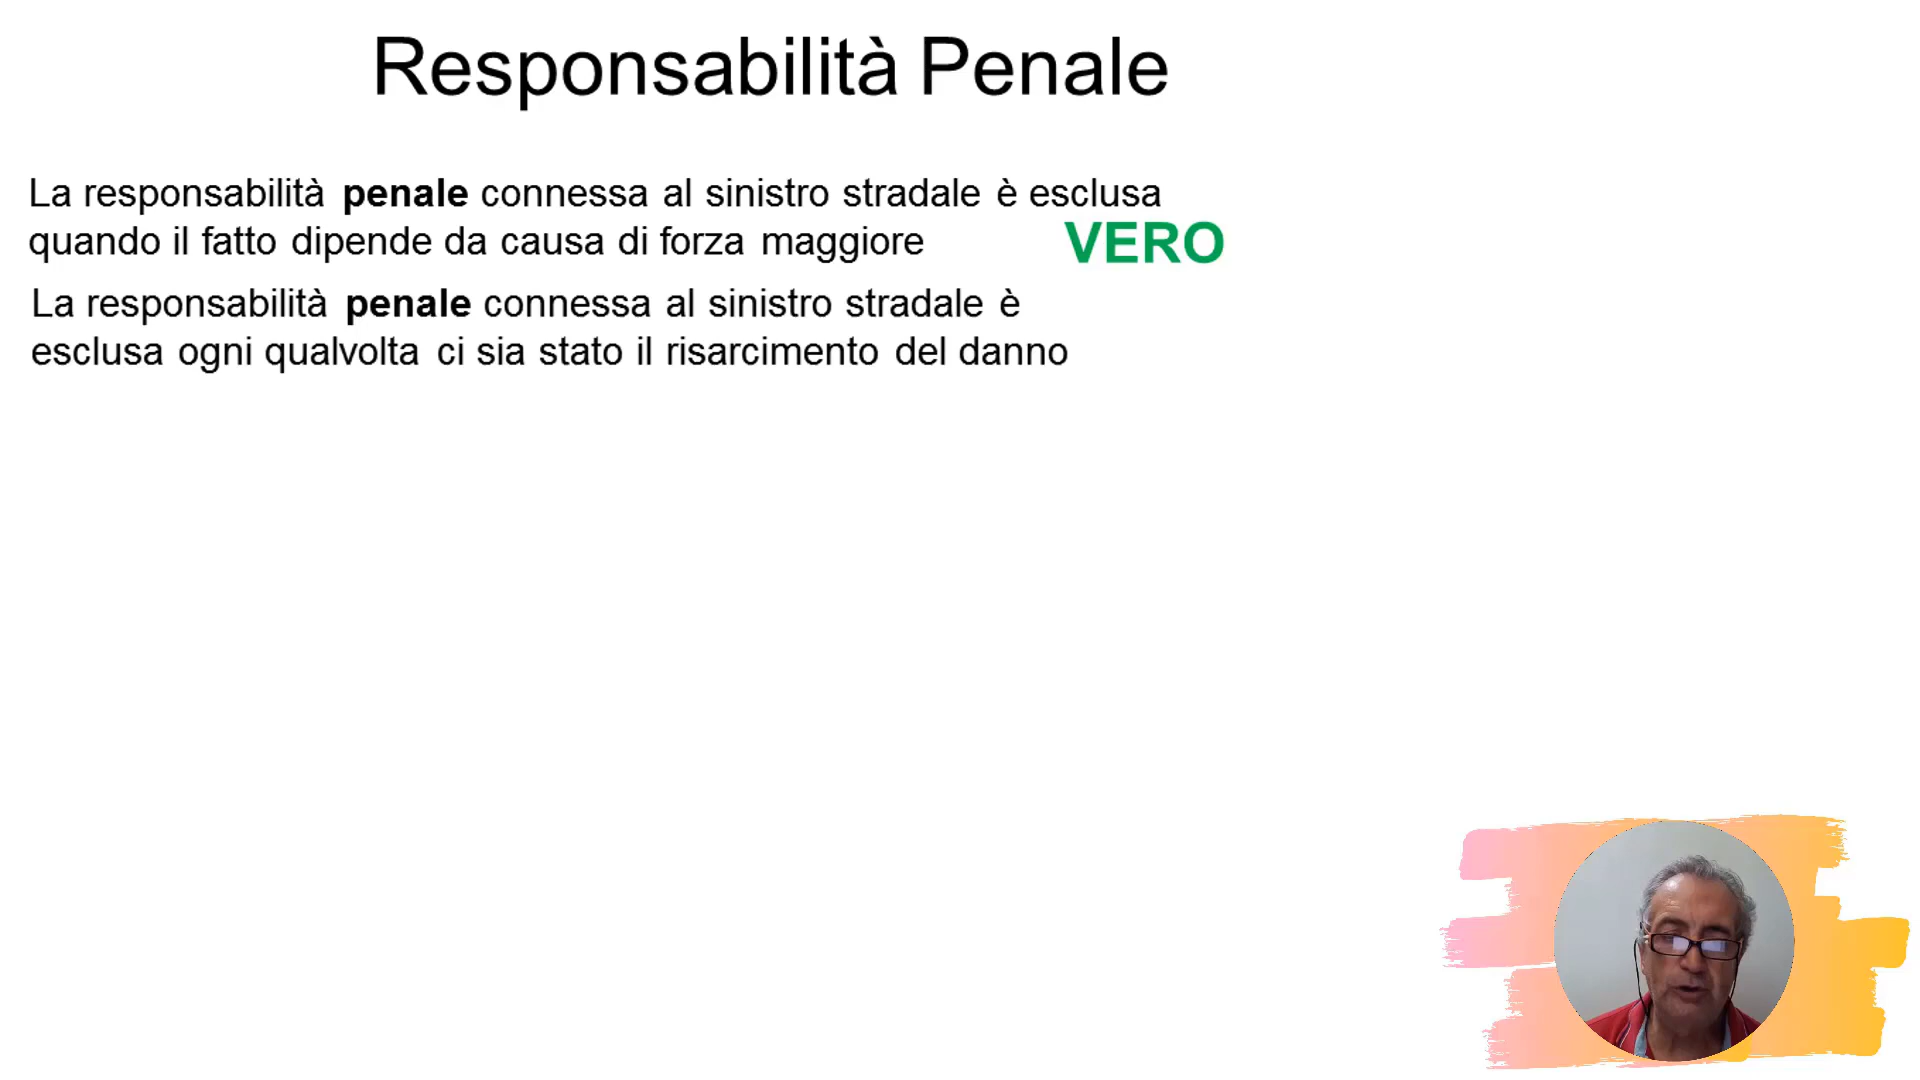 Responsabilità Penale
La responsabilità penale connessa al sinistro stradale è esclusa
quando il fatto dipende da causa di forza maggiore
VERO
La responsabilità penale connessa al sinistro stradale è
esclusa ogni qualvolta ci sia stato il risarcimento del danno